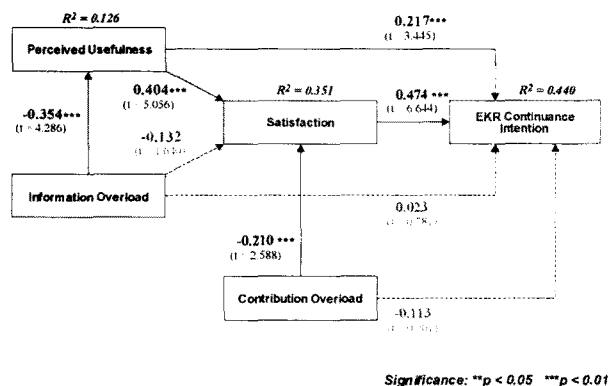 R² = 0.126
Perceived Usefulness
0.217***
(t = 3.445)
-0.354***
(t = 4.286)
0.404***
(t = 5.056)
R² = 0.351
Satisfaction
0.474 ***
(t = 6.644)
R² = 0.440
EKR Continuance
Intention
-0.132
Information Overload
0.023
-0.210 ***
(t = 2.588)
Contribution Overload
-0.113
Significance: **p < 0.05 ***p < 0.01